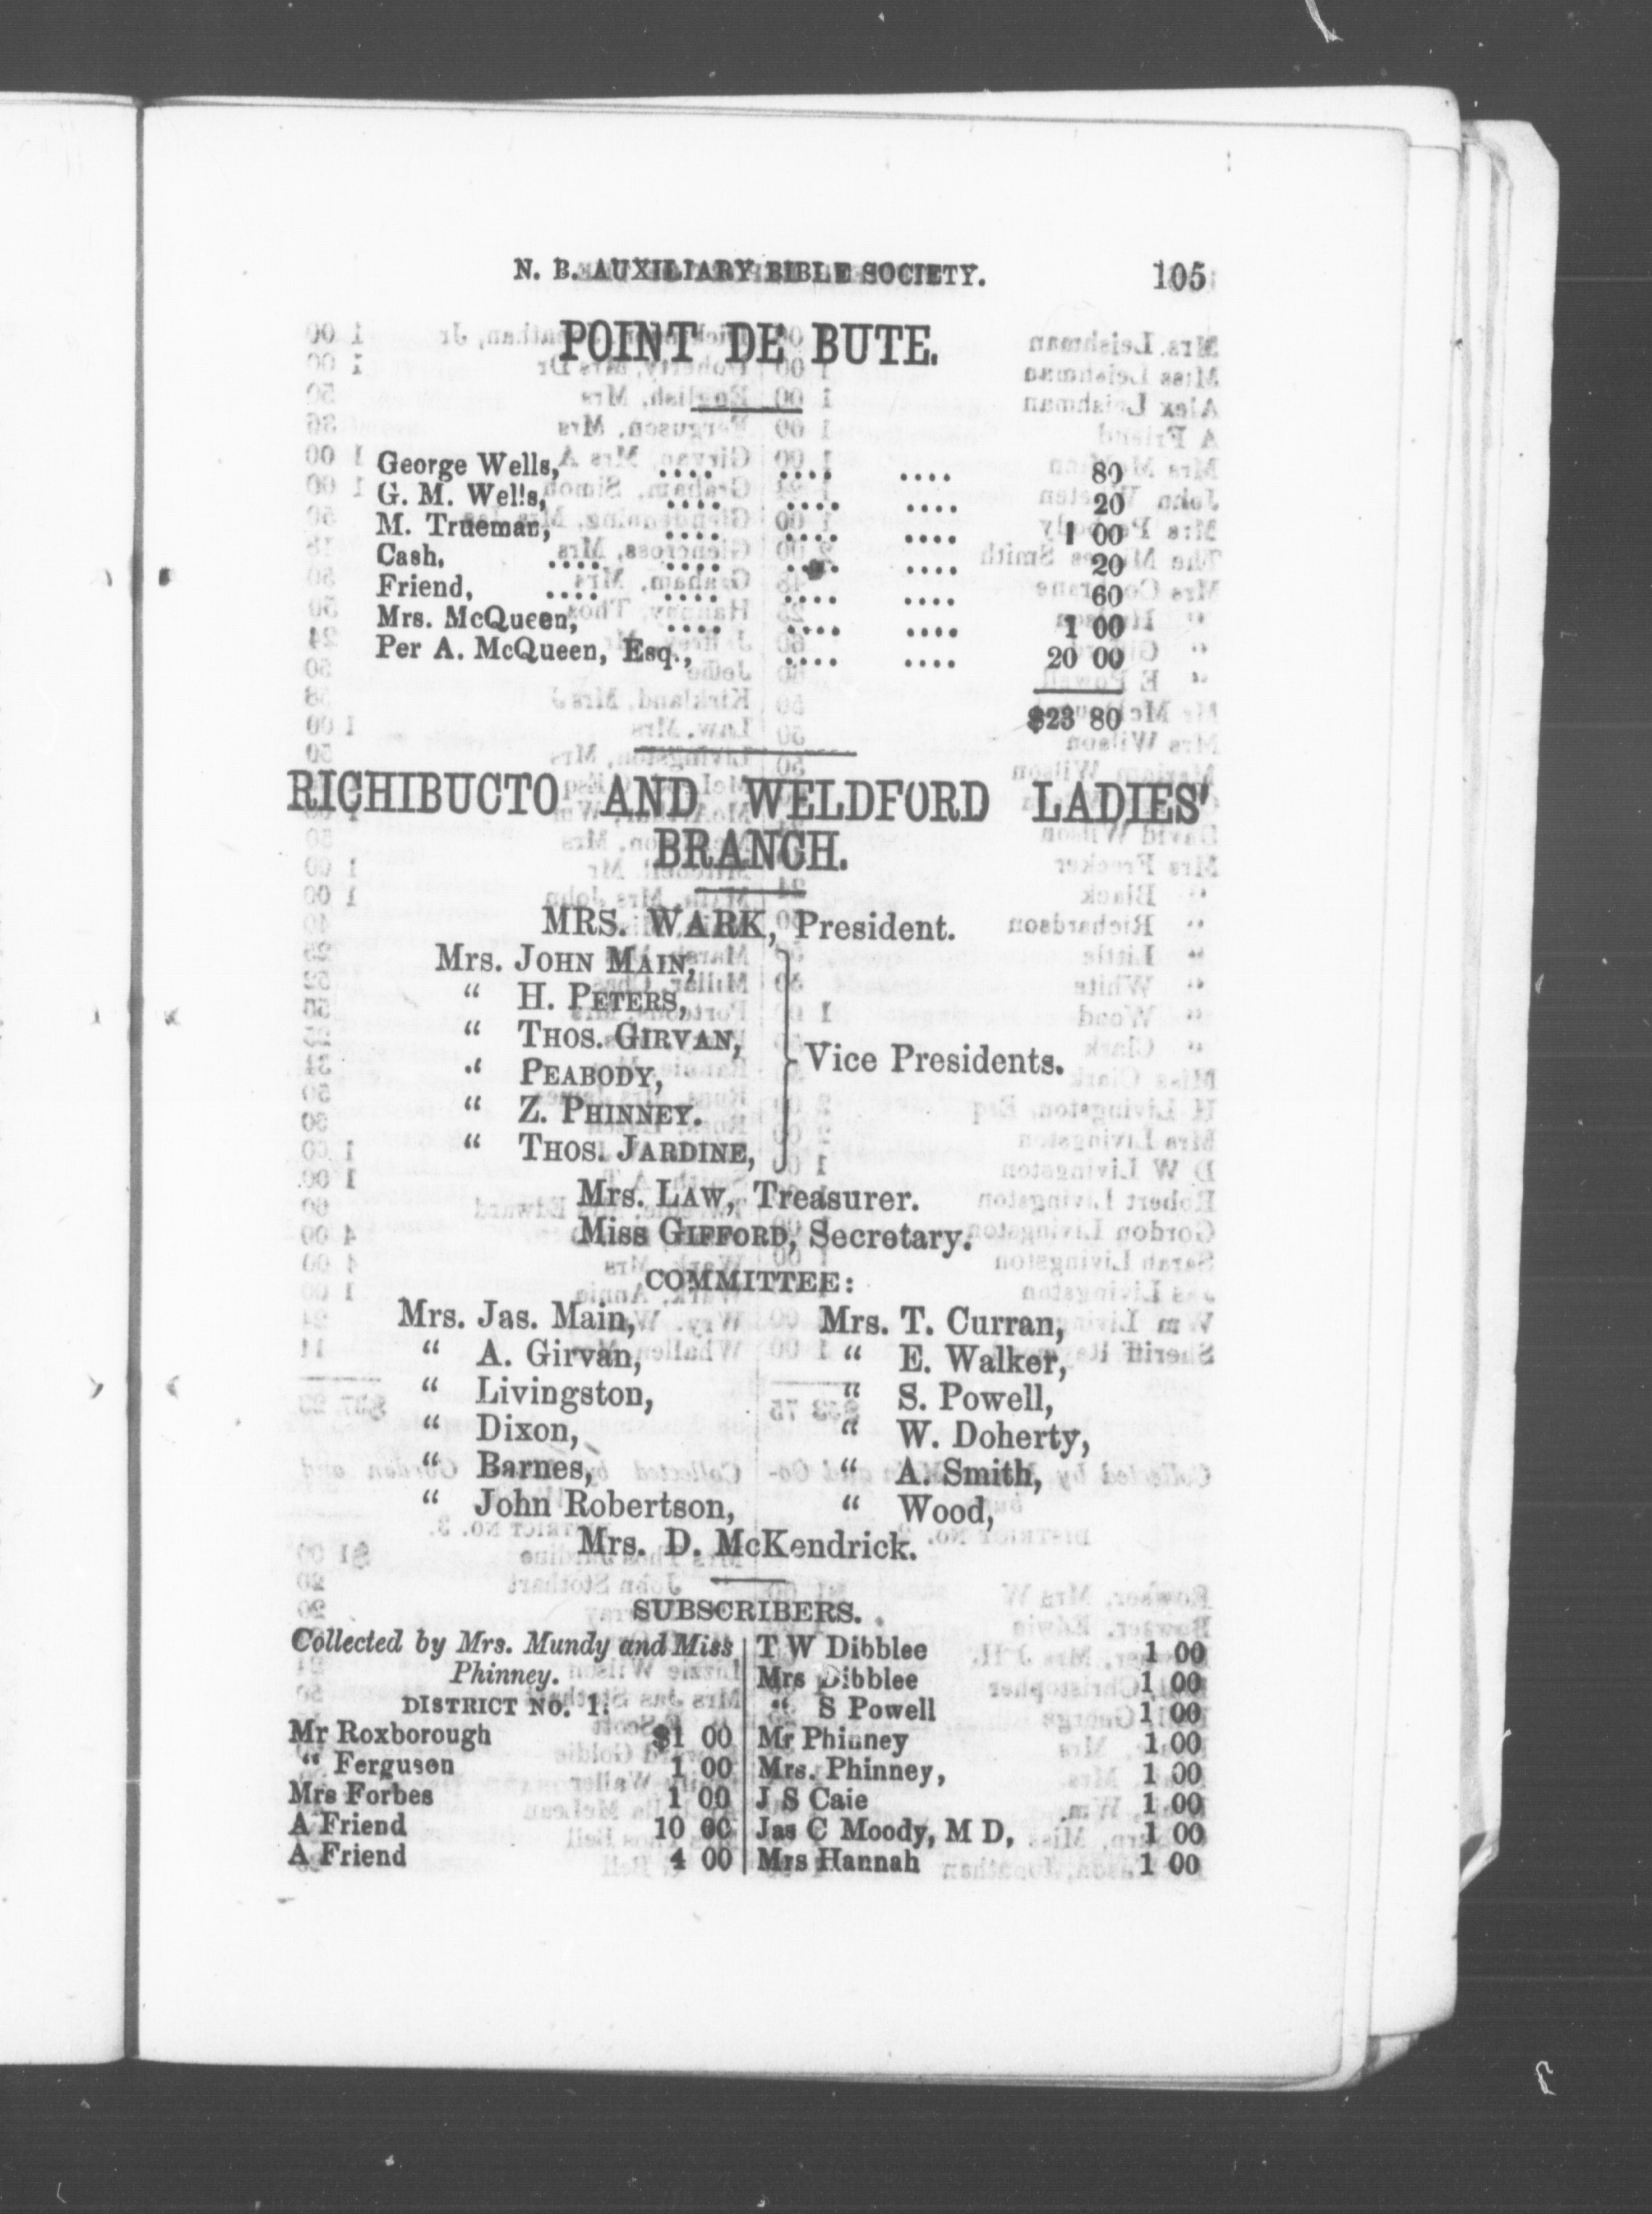 N. B. AUXILIARY BIBLE SOCIETY. 105
POINT DE BUTE.
George Wells, .... .... .... 80
G. M. Wells, .... .... .... 20
M. Trueman, .... .... .... 1 00
Cash, .... .... .... .... 20
Friend, .... .... .... .... 60
Mrs. McQueen, .... .... .... 1 00
Per A. McQueen, Esq., .... .... 20 00
$23 80
RICHIBUCTO AND WELDFORD LADIES'
BRANCH.
MRS. WARK, President.
Mrs. JOHN MAIN,
“ H. PETERS,
“ THOS. GIRVAN,
“ PEABODY,
“ Z. PHINNEY.
“ THOS. JARDINE,
Vice Presidents.
Mrs. LAW, Treasurer.
Miss GIFFORD, Secretary.
COMMITTEE:
Mrs. Jas. Main,
“ A. Girvan,
“ Livingston,
“ Dixon,
“ Barnes,
“ John Robertson,
Mrs. T. Curran,
“ E. Walker,
“ S. Powell,
“ W. Doherty,
“ A. Smith,
“ Wood,
Mrs. D. McKendrick.
SUBSCRIBERS.
Collected by Mrs. Mundy and Miss
Phinney.
DISTRICT NO. 1.
Mr Roxborough $1 00
“ Ferguson 1 00
Mrs Forbes 1 00
A Friend 10 00
A Friend 4 00
T W Dibblee 1 00
Mrs Dibblee 1 00
“ S Powell 1 00
Mr Phinney 1 00
Mrs. Phinney, 1 00
J S Caie 1 00
Jas C Moody, M D, 1 00
Mrs Hannah 1 00